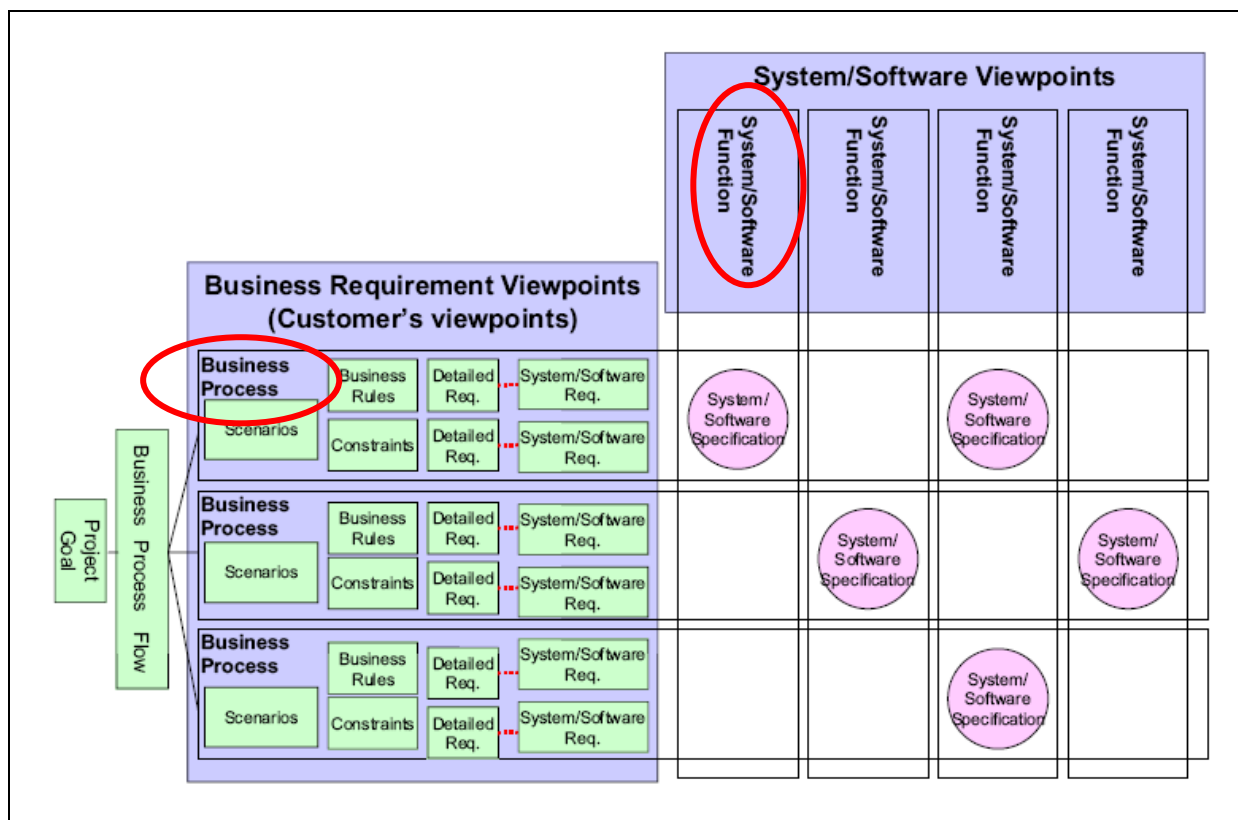 System/Software Viewpoints
System/Software
Function
System/Software
Function
System/Software
Function
System/Software
Function
Business Requirement Viewpoints
(Customer's viewpoints)
Project
Goal
Business Process Flow
Business
Process
Scenarios
Business
Rules
Constraints
Detailed
Req.
Detailed
Req.
System/Software
Req.
System/Software
Req.
System/
Software
Specification
System/
Software
Specification
Business
Process
Scenarios
Business
Rules
Constraints
Detailed
Req.
Detailed
Req.
System/Software
Req.
System/Software
Req.
System/
Software
Specification
System/
Software
Specification
Business
Process
Scenarios
Business
Rules
Constraints
Detailed
Req.
Detailed
Req.
System/Software
Req.
System/Software
Req.
System/
Software
Specification